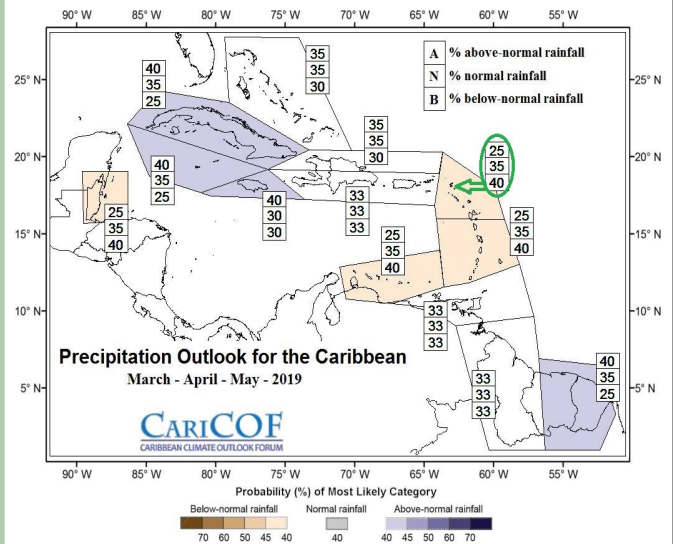 90° W 85° W 80° W 75° W 70° W 65° W 60° W 55° W
A % above-normal rainfall
N % normal rainfall
B % below-normal rainfall
25° N
20° N
15° N
10° N
5° N
25° N
20° N
15° N
10° N
5° N
40
35
25
35
35
30
35
35
30
25
35
40
40
35
25
40
30
30
33
33
33
25
35
40
25
35
40
25
35
40
33
33
33
33
33
33
40
35
25
Precipitation Outlook for the Caribbean
March - April - May - 2019
CARICOF
CARIBBEAN CLIMATE OUTLOOK FORUM
90° W 85° W 80° W 75° W 70° W 65° W 60° W 55° W
Probability (%) of Most Likely Category
Below-normal rainfall Normal rainfall Above-normal rainfall
70 60 50 45 40 40 40 45 50 60 70